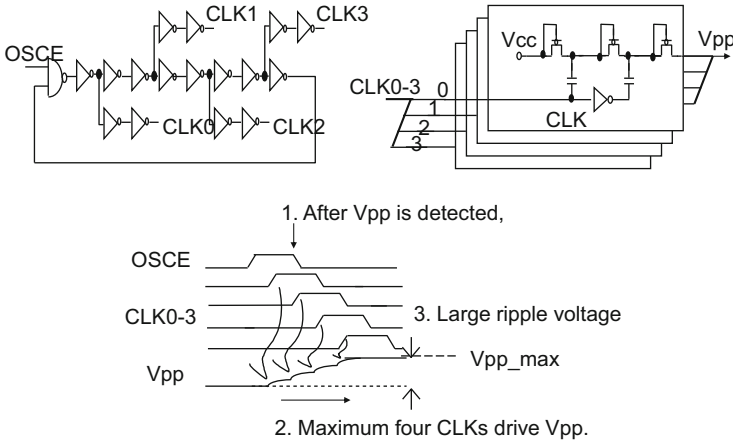 OSCE
CLK1
CLK3
CLK0
CLK2
Vcc
Vpp
CLK0-3
0
1
2
3
CLK
1. After Vpp is detected,
OSCE
CLK0-3
3. Large ripple voltage
Vpp_max
Vpp
2. Maximum four CLKs drive Vpp.